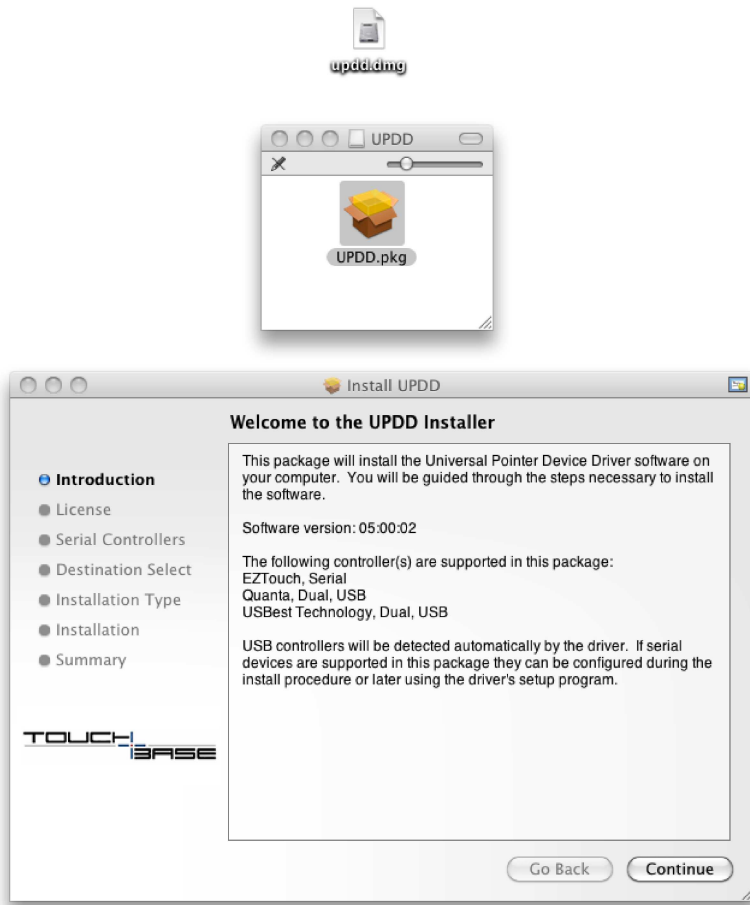 updd.dmg
UPDD
UPDD.pkg
Install UPDD
Welcome to the UPDD Installer
Introduction
License
Serial Controllers
Destination Select
Installation Type
Installation
Summary
TOUCH
BASE
This package will install the Universal Pointer Device Driver software on
your computer.  You will be guided through the steps necessary to install
the software.
Software version: 05:00:02
The following controller(s) are supported in this package:
EZTouch, Serial
Quanta, Dual, USB
USBest Technology, Dual, USB
USB controllers will be detected automatically by the driver.  If serial
devices are supported in this package they can be configured during the
install procedure or later using the driver's setup program.
Go Back
Continue